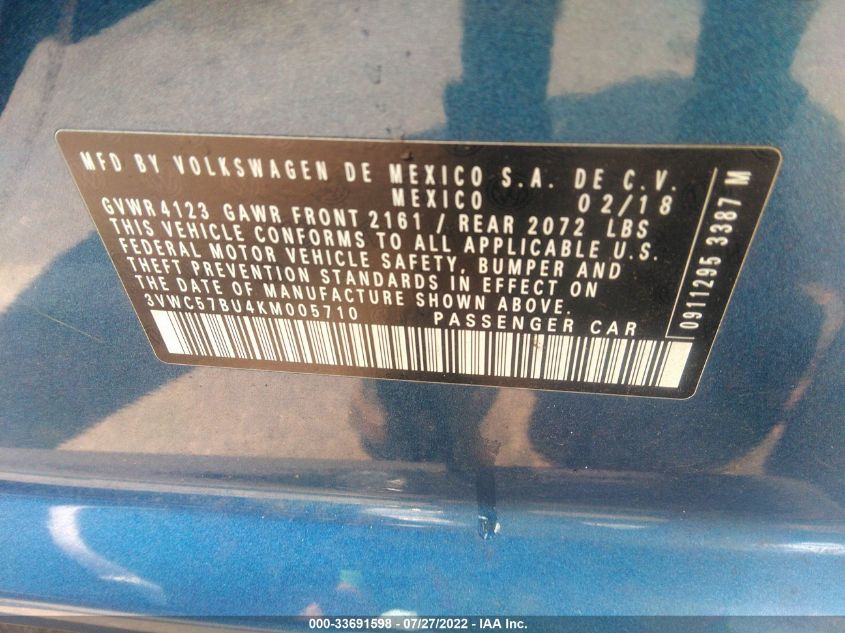 MFD BY VOLKSWAGEN DE MEXICO S.A. DE C.V.
MEXICO 02/18
GVWR 4123 GAWR FRONT 2161 / REAR 2072 LBS
THIS VEHICLE CONFORMS TO ALL APPLICABLE U.S.
FEDERAL MOTOR VEHICLE SAFETY, BUMPER AND
THEFT PREVENTION STANDARDS IN EFFECT ON
THE DATE OF MANUFACTURE SHOWN ABOVE.
3VWC57BU4KM005710 PASSENGER CAR
0911295 3387 M
000-33691598 - 07/27/2022 - IAA Inc.